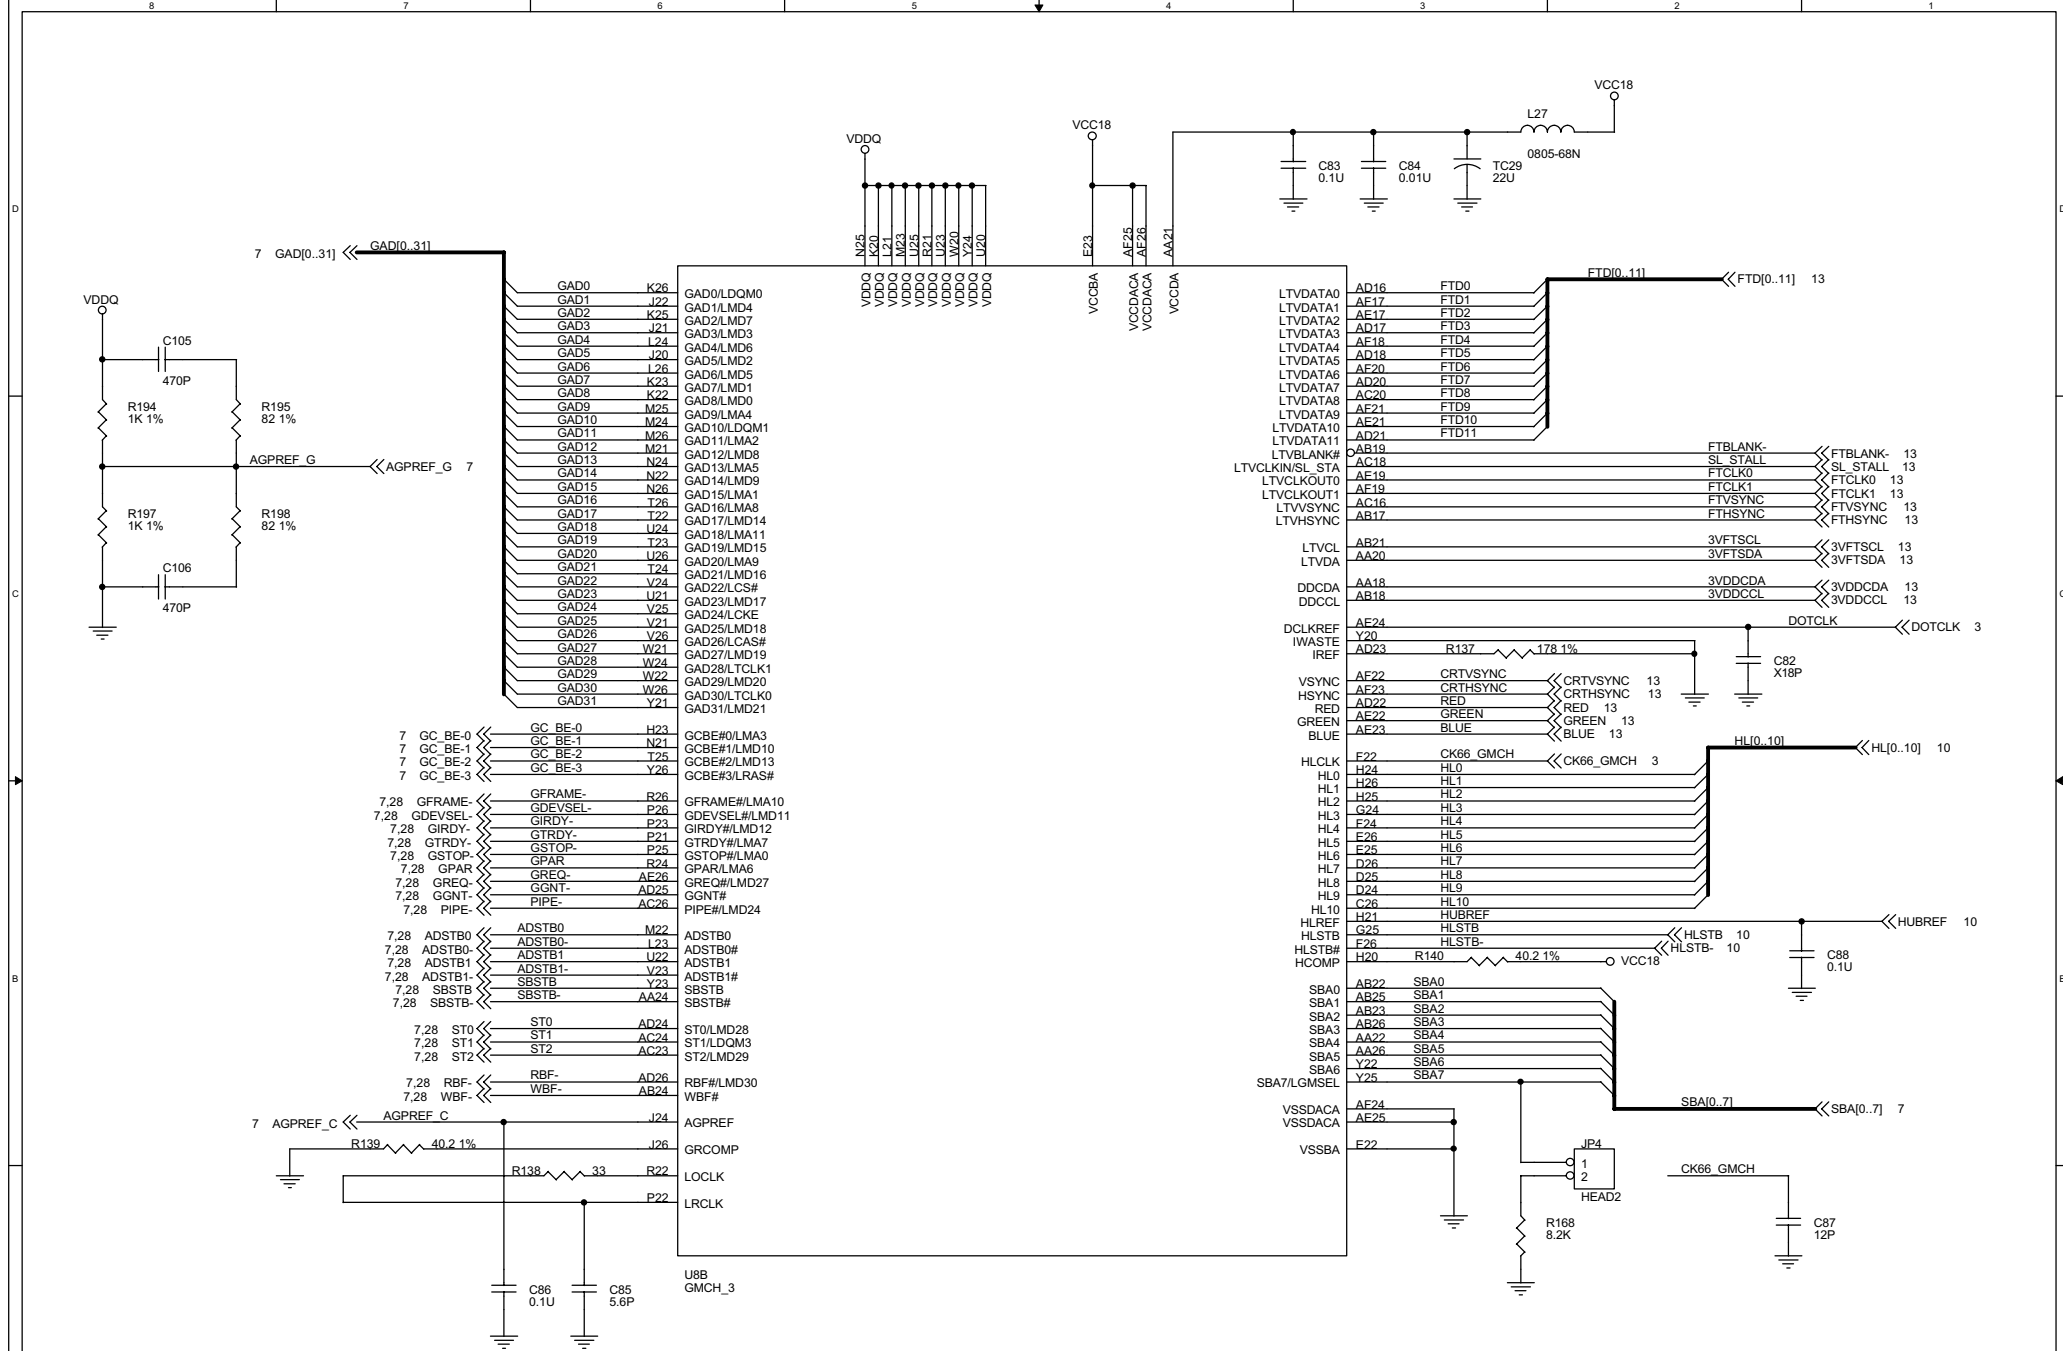 8 7 6 5 4 3 2 1
VCC18
L27
0805-68N
VCC18
VDDQ
C83
0.1U
C84
0.01U
TC29
22U
D D
N25 K20 L21 M23 U25 R21 U23 W20 Y24 U20 E23 AF25 AF26 AA21
VDDQ VDDQ VDDQ VDDQ VDDQ VDDQ VDDQ VDDQ VDDQ VDDQ VCCBA VCCDACA VCCDACA VCCDA
7 GAD[0..31] GAD[0..31]
GAD0 K26 GAD0/LDQM0
GAD1 J22 GAD1/LMD4
GAD2 K25 GAD2/LMD7
GAD3 J21 GAD3/LMD3
GAD4 L24 GAD4/LMD6
GAD5 J20 GAD5/LMD2
GAD6 L26 GAD6/LMD5
GAD7 K23 GAD7/LMD1
GAD8 K22 GAD8/LMD0
GAD9 M25 GAD9/LMA4
GAD10 M24 GAD10/LDQM1
GAD11 M26 GAD11/LMA2
GAD12 M21 GAD12/LMD8
GAD13 N24 GAD13/LMA5
GAD14 N22 GAD14/LMD9
GAD15 N26 GAD15/LMA1
GAD16 T26 GAD16/LMA8
GAD17 T22 GAD17/LMD14
GAD18 U24 GAD18/LMA11
GAD19 T23 GAD19/LMD15
GAD20 U26 GAD20/LMA9
GAD21 T24 GAD21/LMD16
GAD22 V24 GAD22/LCS#
GAD23 U21 GAD23/LMD17
GAD24 V25 GAD24/LCKE
GAD25 V21 GAD25/LMD18
GAD26 V26 GAD26/LCAS#
GAD27 W21 GAD27/LMD19
GAD28 W24 GAD28/LTCLK1
GAD29 W22 GAD29/LMD20
GAD30 W26 GAD30/LTCLK0
GAD31 Y21 GAD31/LMD21
VDDQ
C105
470P
R194
1K 1%
R195
82 1%
AGPREF_G AGPREF_G 7
R197
1K 1%
R198
82 1%
C106
470P
C C
7 GC_BE-0 GC_BE-0 H23 GCBE#0/LMA3
7 GC_BE-1 GC_BE-1 N21 GCBE#1/LMD10
7 GC_BE-2 GC_BE-2 T25 GCBE#2/LMD13
7 GC_BE-3 GC_BE-3 Y26 GCBE#3/LRAS#
7,28 GFRAME- GFRAME- R26 GFRAME#/LMA10
7,28 GDEVSEL- GDEVSEL- P26 GDEVSEL#/LMD11
7,28 GIRDY- GIRDY- P23 GIRDY#/LMD12
7,28 GTRDY- GTRDY- P21 GTRDY#/LMA7
7,28 GSTOP- GSTOP- P25 GSTOP#/LMA0
7,28 GPAR GPAR R24 GPAR/LMA6
7,28 GREQ- GREQ- AE26 GREQ#/LMD27
7,28 GGNT- GGNT- AD25 GGNT#
7,28 PIPE- PIPE- AC26 PIPE#/LMD24
7,28 ADSTB0 ADSTB0 M22 ADSTB0
7,28 ADSTB0- ADSTB0- L23 ADSTB0#
7,28 ADSTB1 ADSTB1 U22 ADSTB1
7,28 ADSTB1- ADSTB1- V23 ADSTB1#
7,28 SBSTB SBSTB Y23 SBSTB
7,28 SBSTB- SBSTB- AA24 SBSTB#
7,28 ST0 ST0 AD24 ST0/LMD28
7,28 ST1 ST1 AC24 ST1/LDQM3
7,28 ST2 ST2 AC23 ST2/LMD29
7,28 RBF- RBF- AD26 RBF#/LMD30
7,28 WBF- WBF- AB24 WBF#
7 AGPREF_C AGPREF_C J24 AGPREF
R139 40.2 1% J26 GRCOMP
R138 33 R22 LOCLK
P22 LRCLK
C86
0.1U
C85
5.6P
U8B
GMCH_3
LTVDATA0 AD16 FTD0
LTVDATA1 AF17 FTD1
LTVDATA2 AE17 FTD2
LTVDATA3 AD17 FTD3
LTVDATA4 AF18 FTD4
LTVDATA5 AD18 FTD5
LTVDATA6 AF20 FTD6
LTVDATA7 AD20 FTD7
LTVDATA8 AC20 FTD8
LTVDATA9 AF21 FTD9
LTVDATA10 AE21 FTD10
LTVDATA11 AD21 FTD11
FTD[0..11] FTD[0..11] 13
LTVBLANK# AB19 FTBLANK- FTBLANK- 13
LTVCLKIN/SL_STA AC18 SL_STALL SL_STALL 13
LTVCLKOUT0 AE19 FTCLK0 FTCLK0 13
LTVCLKOUT1 AF19 FTCLK1 FTCLK1 13
LTVVSYNC AC16 FTVSYNC FTVSYNC 13
LTVHSYNC AB17 FTHSYNC FTHSYNC 13
LTVCL AB21 3VFTSCL 3VFTSCL 13
LTVDA AA20 3VFTSDA 3VFTSDA 13
DDCDA AA18 3VDDCDA 3VDDCDA 13
DDCCL AB18 3VDDCCL 3VDDCCL 13
DCLKREF AE24 DOTCLK DOTCLK 3
IWASTE Y20
IREF AD23 R137 178 1%
C82
X18P
VSYNC AF22 CRTVSYNC CRTVSYNC 13
HSYNC AF23 CRTHSYNC CRTHSYNC 13
RED AD22 RED RED 13
GREEN AE22 GREEN GREEN 13
BLUE AE23 BLUE BLUE 13
HLCLK F22 CK66_GMCH CK66_GMCH 3
HL[0..10] HL[0..10] 10
HL0 H24 HL0
HL1 H26 HL1
HL2 H25 HL2
HL3 G24 HL3
HL4 F24 HL4
HL5 E26 HL5
HL6 E25 HL6
HL7 D26 HL7
HL8 D25 HL8
HL9 D24 HL9
HL10 C26 HL10
HLREF H21 HUBREF HUBREF 10
HLSTB G25 HLSTB HLSTB 10
HLSTB# F26 HLSTB- HLSTB- 10
HCOMP H20 R140 40.2 1% VCC18
C88
0.1U
B B
SBA0 AB22 SBA0
SBA1 AB25 SBA1
SBA2 AB23 SBA2
SBA3 AB26 SBA3
SBA4 AA22 SBA4
SBA5 AA26 SBA5
SBA6 Y22 SBA6
SBA7/LGMSEL Y25 SBA7
SBA[0..7] SBA[0..7] 7
VSSDACA AF24
VSSDACA AE25
VSSBA E22
JP4
1
2
HEAD2
R168
8.2K
CK66_GMCH
C87
12P